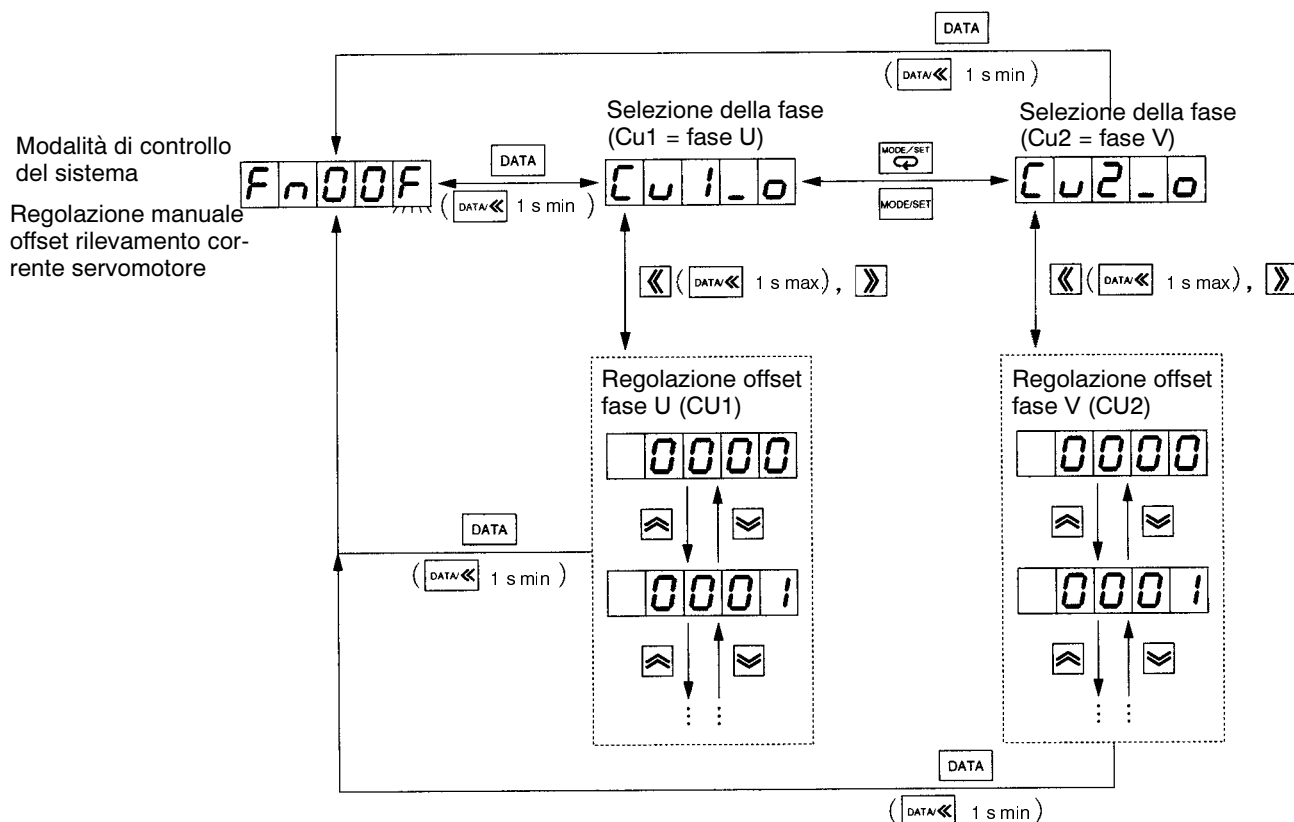 DATA
(DATA/≪ 1 s min)
Selezione della fase
(Cu1 = fase U)
Selezione della fase
(Cu2 = fase V)
Modalità di controllo
del sistema
Fn00F
DATA
(DATA/≪ 1 s min)
Cu1_o
MODE/SET
MODE/SET
Cu2_o
Regolazione manuale
offset rilevamento cor-
rente servomotore
≪ (DATA/≪ 1 s max), ≫
≪ (DATA/≪ 1 s max), ≫
Regolazione offset
fase U (CU1)
0000
0001
⋮ ⋮
Regolazione offset
fase V (CU2)
0000
0001
⋮ ⋮
DATA
(DATA/≪ 1 s min)
DATA
(DATA/≪ 1 s min)